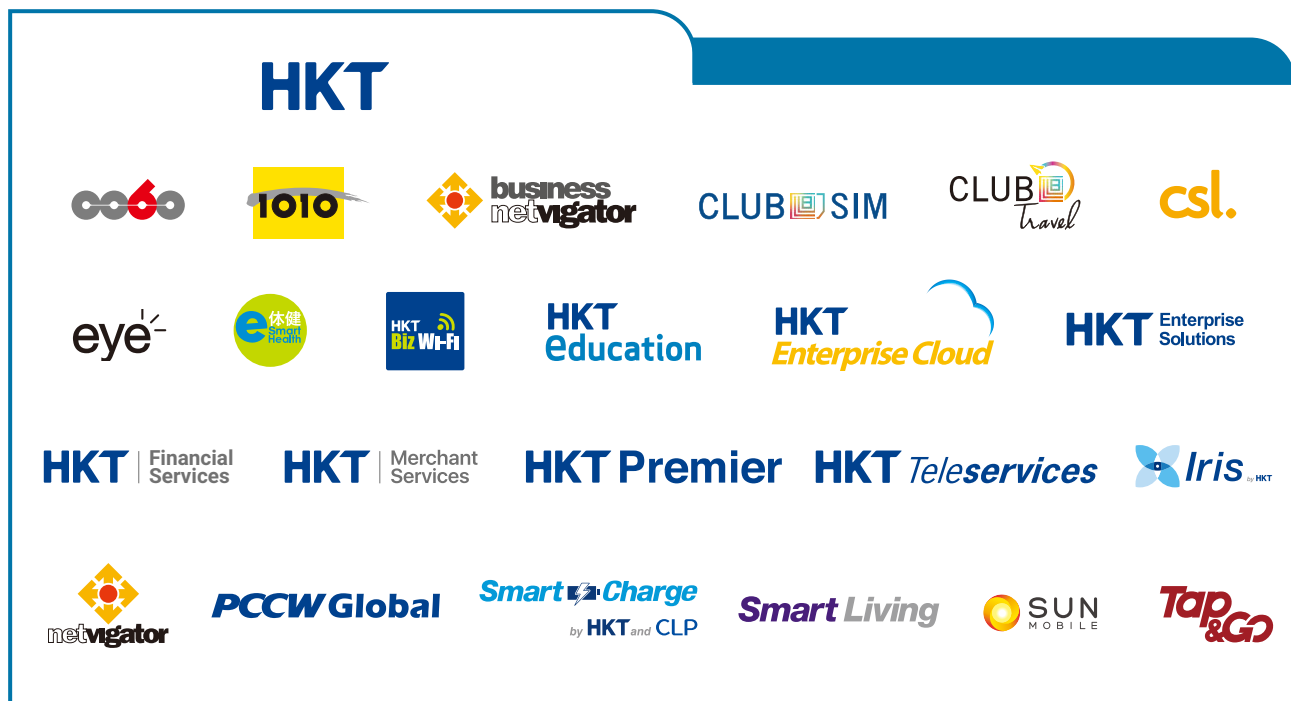 HKT
0060
1010
business
netvigator
CLUB SIM
CLUB
Travel
csl.
eye
e 体健
Smart
Health
HKT
Biz Wi-Fi
HKT
education
HKT
Enterprise Cloud
HKT Enterprise
Solutions
HKT Financial
Services
HKT Merchant
Services
HKT Premier
HKT Teleservices
Iris by HKT
netvigator
PCCW Global
Smart Charge
by HKT and CLP
Smart Living
SUN
MOBILE
Tap
&GO